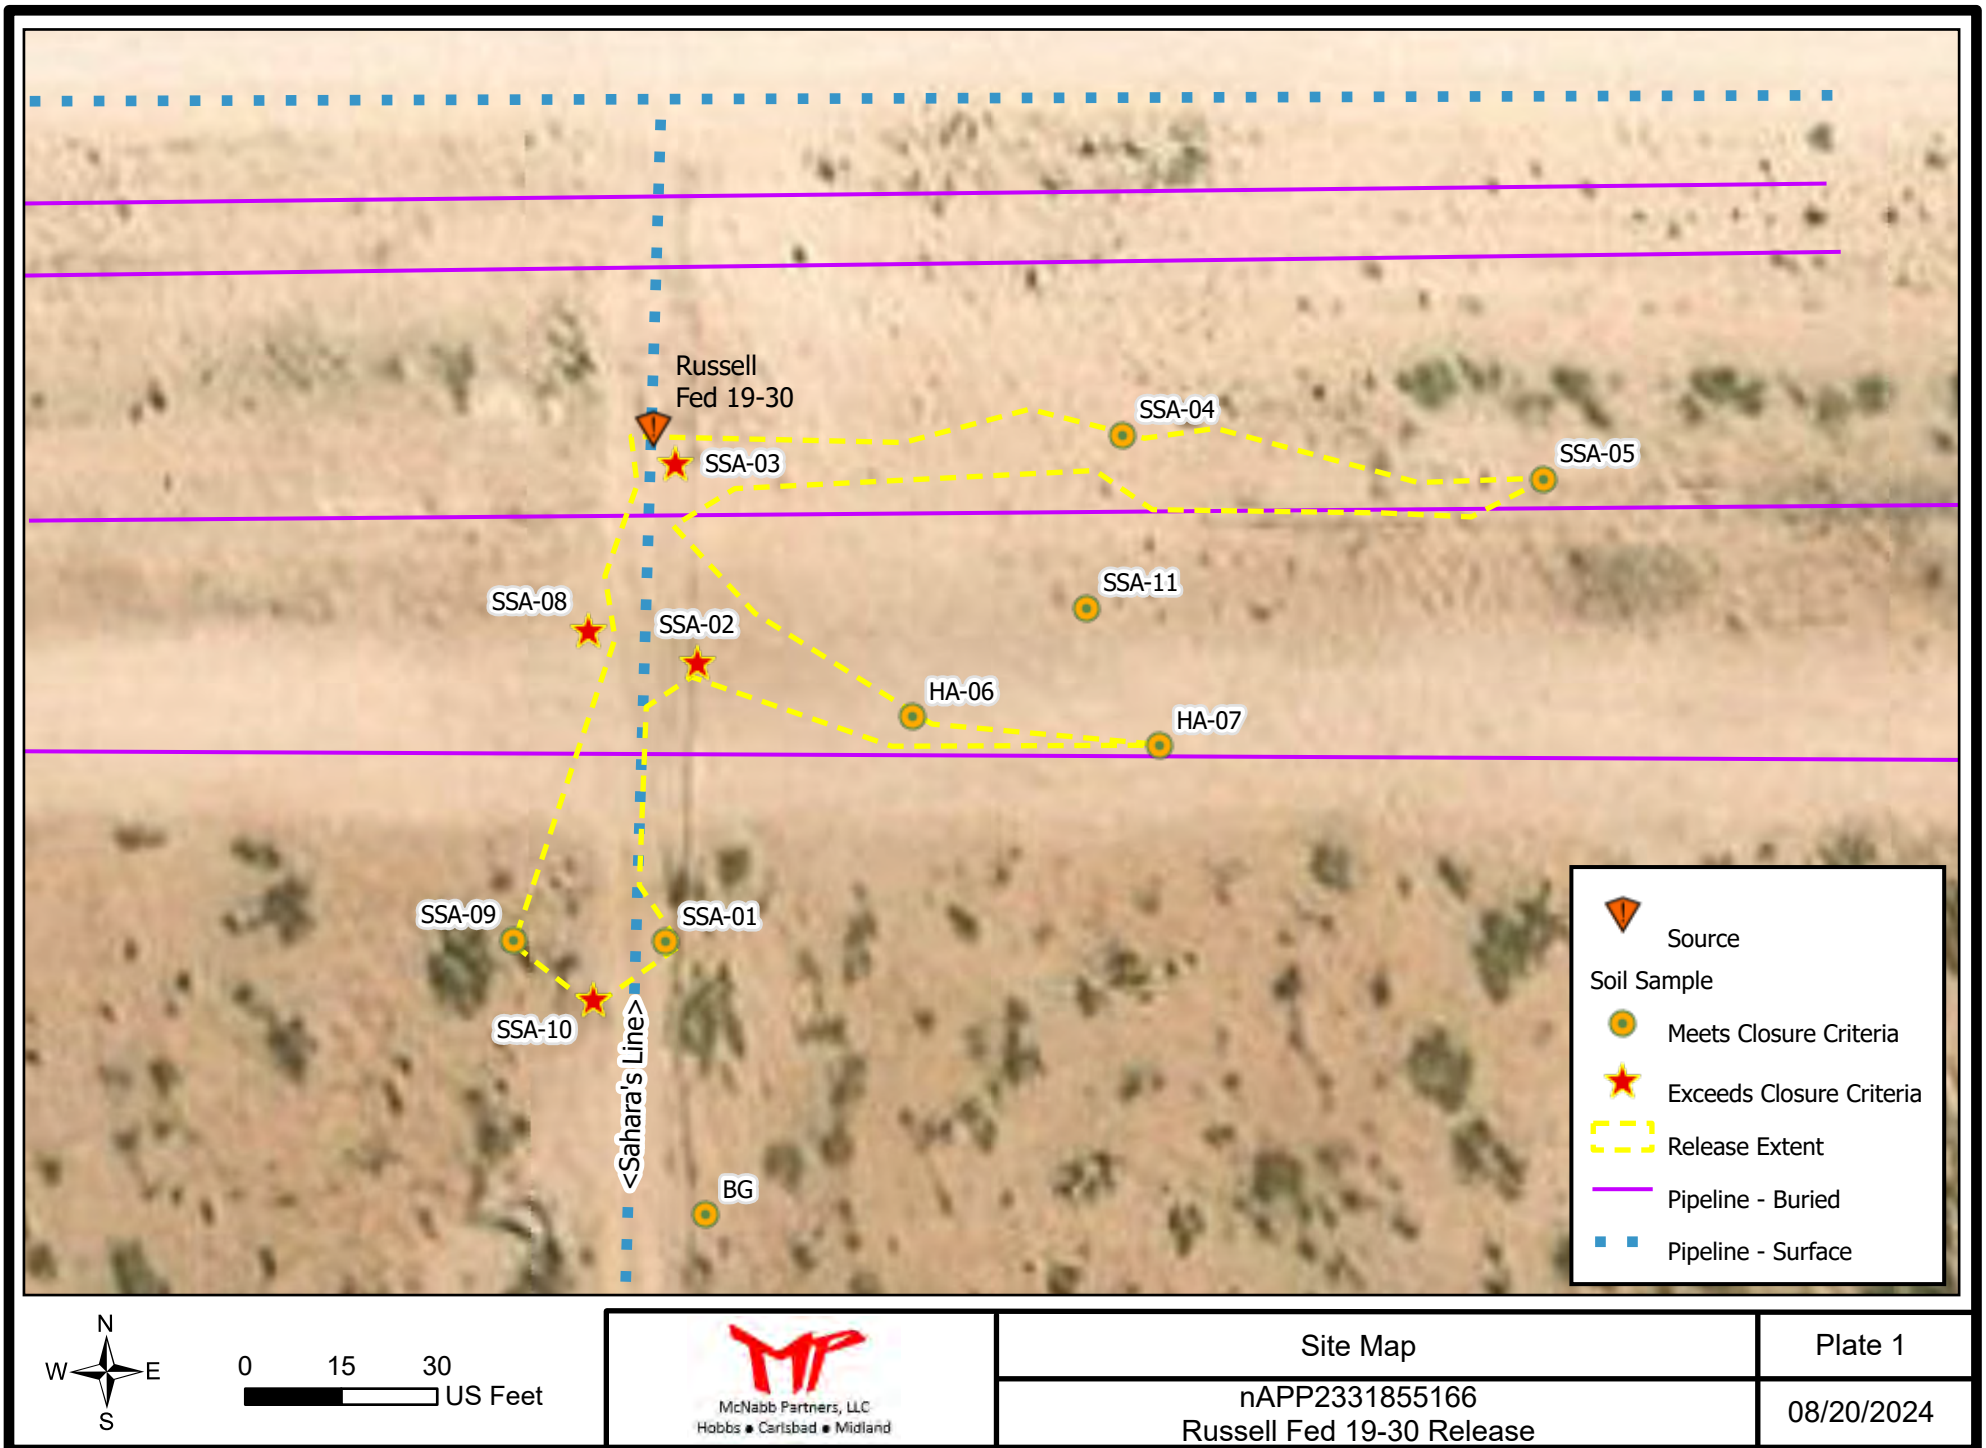 Russell
Fed 19-30
SSA-04
SSA-03
SSA-05
SSA-11
SSA-08
SSA-02
HA-06
HA-07
SSA-09
SSA-01
SSA-10
<Sahara's Line>
BG
Source
Soil Sample
Meets Closure Criteria
Exceeds Closure Criteria
Release Extent
Pipeline - Buried
Pipeline - Surface
N
W E
S
0 15 30
US Feet
McNabb Partners, LLC
Hobbs ● Carlsbad ● Midland
Site Map
nAPP2331855166
Russell Fed 19-30 Release
Plate 1
08/20/2024